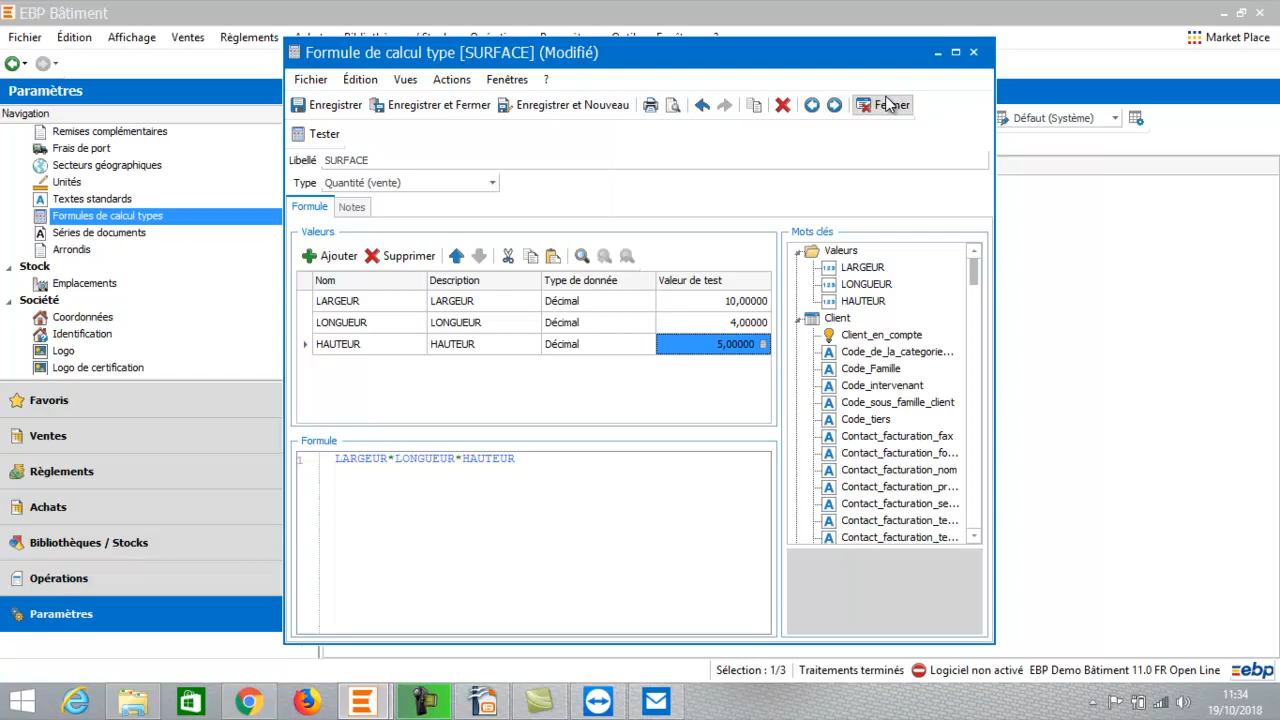 EBP Bâtiment
Fichier Édition Affichage Ventes Règlements
Market Place
Paramètres
Navigation
Remises complémentaires
Frais de port
Secteurs géographiques
Unités
Textes standards
Formules de calcul types
Séries de documents
Arrondis
Stock
Emplacements
Société
Coordonnées
Identification
Logo
Logo de certification
Favoris
Ventes
Règlements
Achats
Bibliothèques / Stocks
Opérations
Paramètres
Formule de calcul type [SURFACE] (Modifié)
Fichier Édition Vues Actions Fenêtres ?
Enregistrer Enregistrer et Fermer Enregistrer et Nouveau Fermer
Tester
Libellé SURFACE
Type Quantité (vente)
Formule Notes
Valeurs
Ajouter Supprimer
Nom Description Type de donnée Valeur de test
LARGEUR LARGEUR Décimal 10,00000
LONGUEUR LONGUEUR Décimal 4,00000
HAUTEUR HAUTEUR Décimal 5,00000
Formule
1 LARGEUR*LONGUEUR*HAUTEUR
Mots clés
Valeurs
LARGEUR
LONGUEUR
HAUTEUR
Client
Client_en_compte
Code_de_la_categorie...
Code_Famille
Code_intervenant
Code_sous_famille_client
Code_tiers
Contact_facturation_fax
Contact_facturation_fo...
Contact_facturation_nom
Contact_facturation_pr...
Contact_facturation_se...
Contact_facturation_te...
Contact_facturation_te...
Défaut (Système)
Sélection : 1/3 Traitements terminés Logiciel non activé EBP Demo Bâtiment 11.0 FR Open Line ebp
11:34
19/10/2018